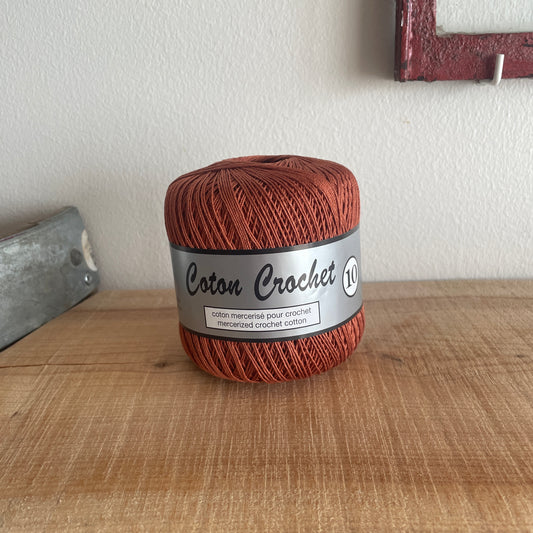 Coton Crochet 10
coton mercerisé pour crochet
mercerized crochet cotton